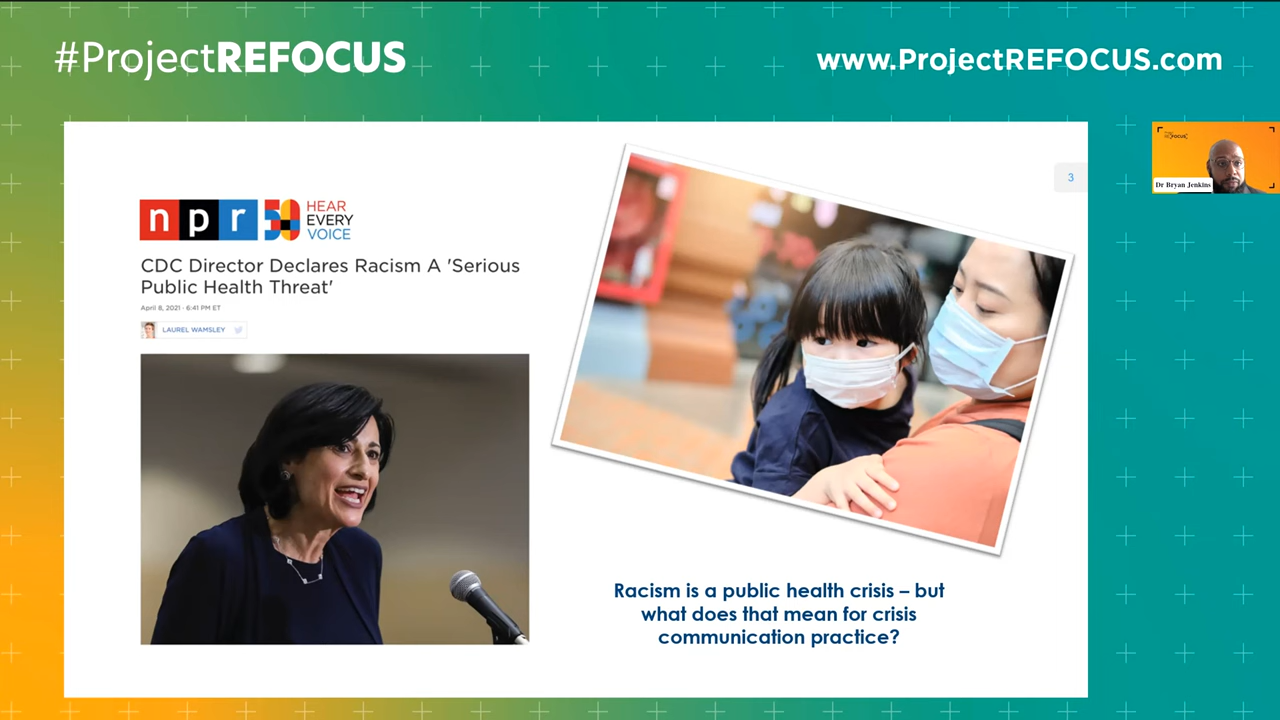 #ProjectREFOCUS
www.ProjectREFOCUS.com
3
REFOCUS
Dr Bryan Jenkins
npr 50 HEAR
EVERY
VOICE
CDC Director Declares Racism A 'Serious
Public Health Threat'
April 8, 2021 · 6:41 PM ET
LAUREL WAMSLEY
Racism is a public health crisis – but
what does that mean for crisis
communication practice?